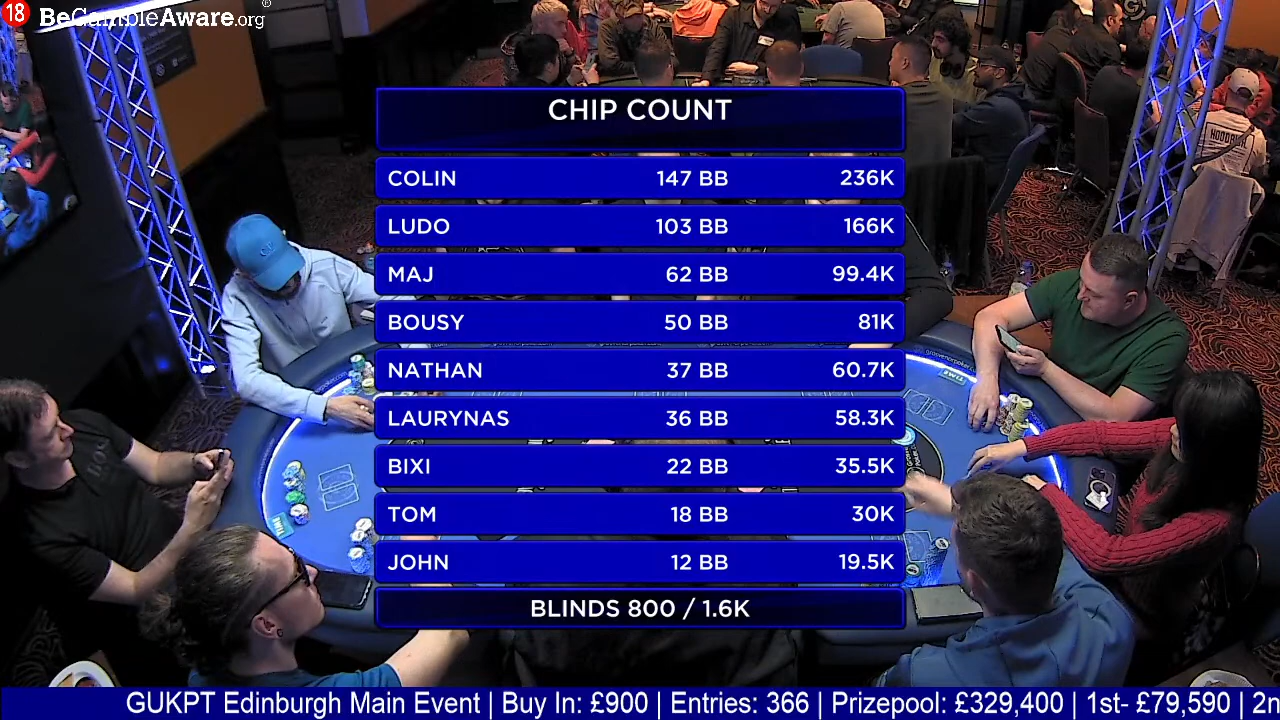 18 BeGambleAware.org®
CHIP COUNT
COLIN 147 BB 236K
LUDO 103 BB 166K
MAJ 62 BB 99.4K
BOUSY 50 BB 81K
NATHAN 37 BB 60.7K
LAURYNAS 36 BB 58.3K
BIXI 22 BB 35.5K
TOM 18 BB 30K
JOHN 12 BB 19.5K
BLINDS 800 / 1.6K
GUKPT Edinburgh Main Event | Buy In: £900 | Entries: 366 | Prizepool: £329,400 | 1st- £79,590 | 2n
HOODRICH
BOSS